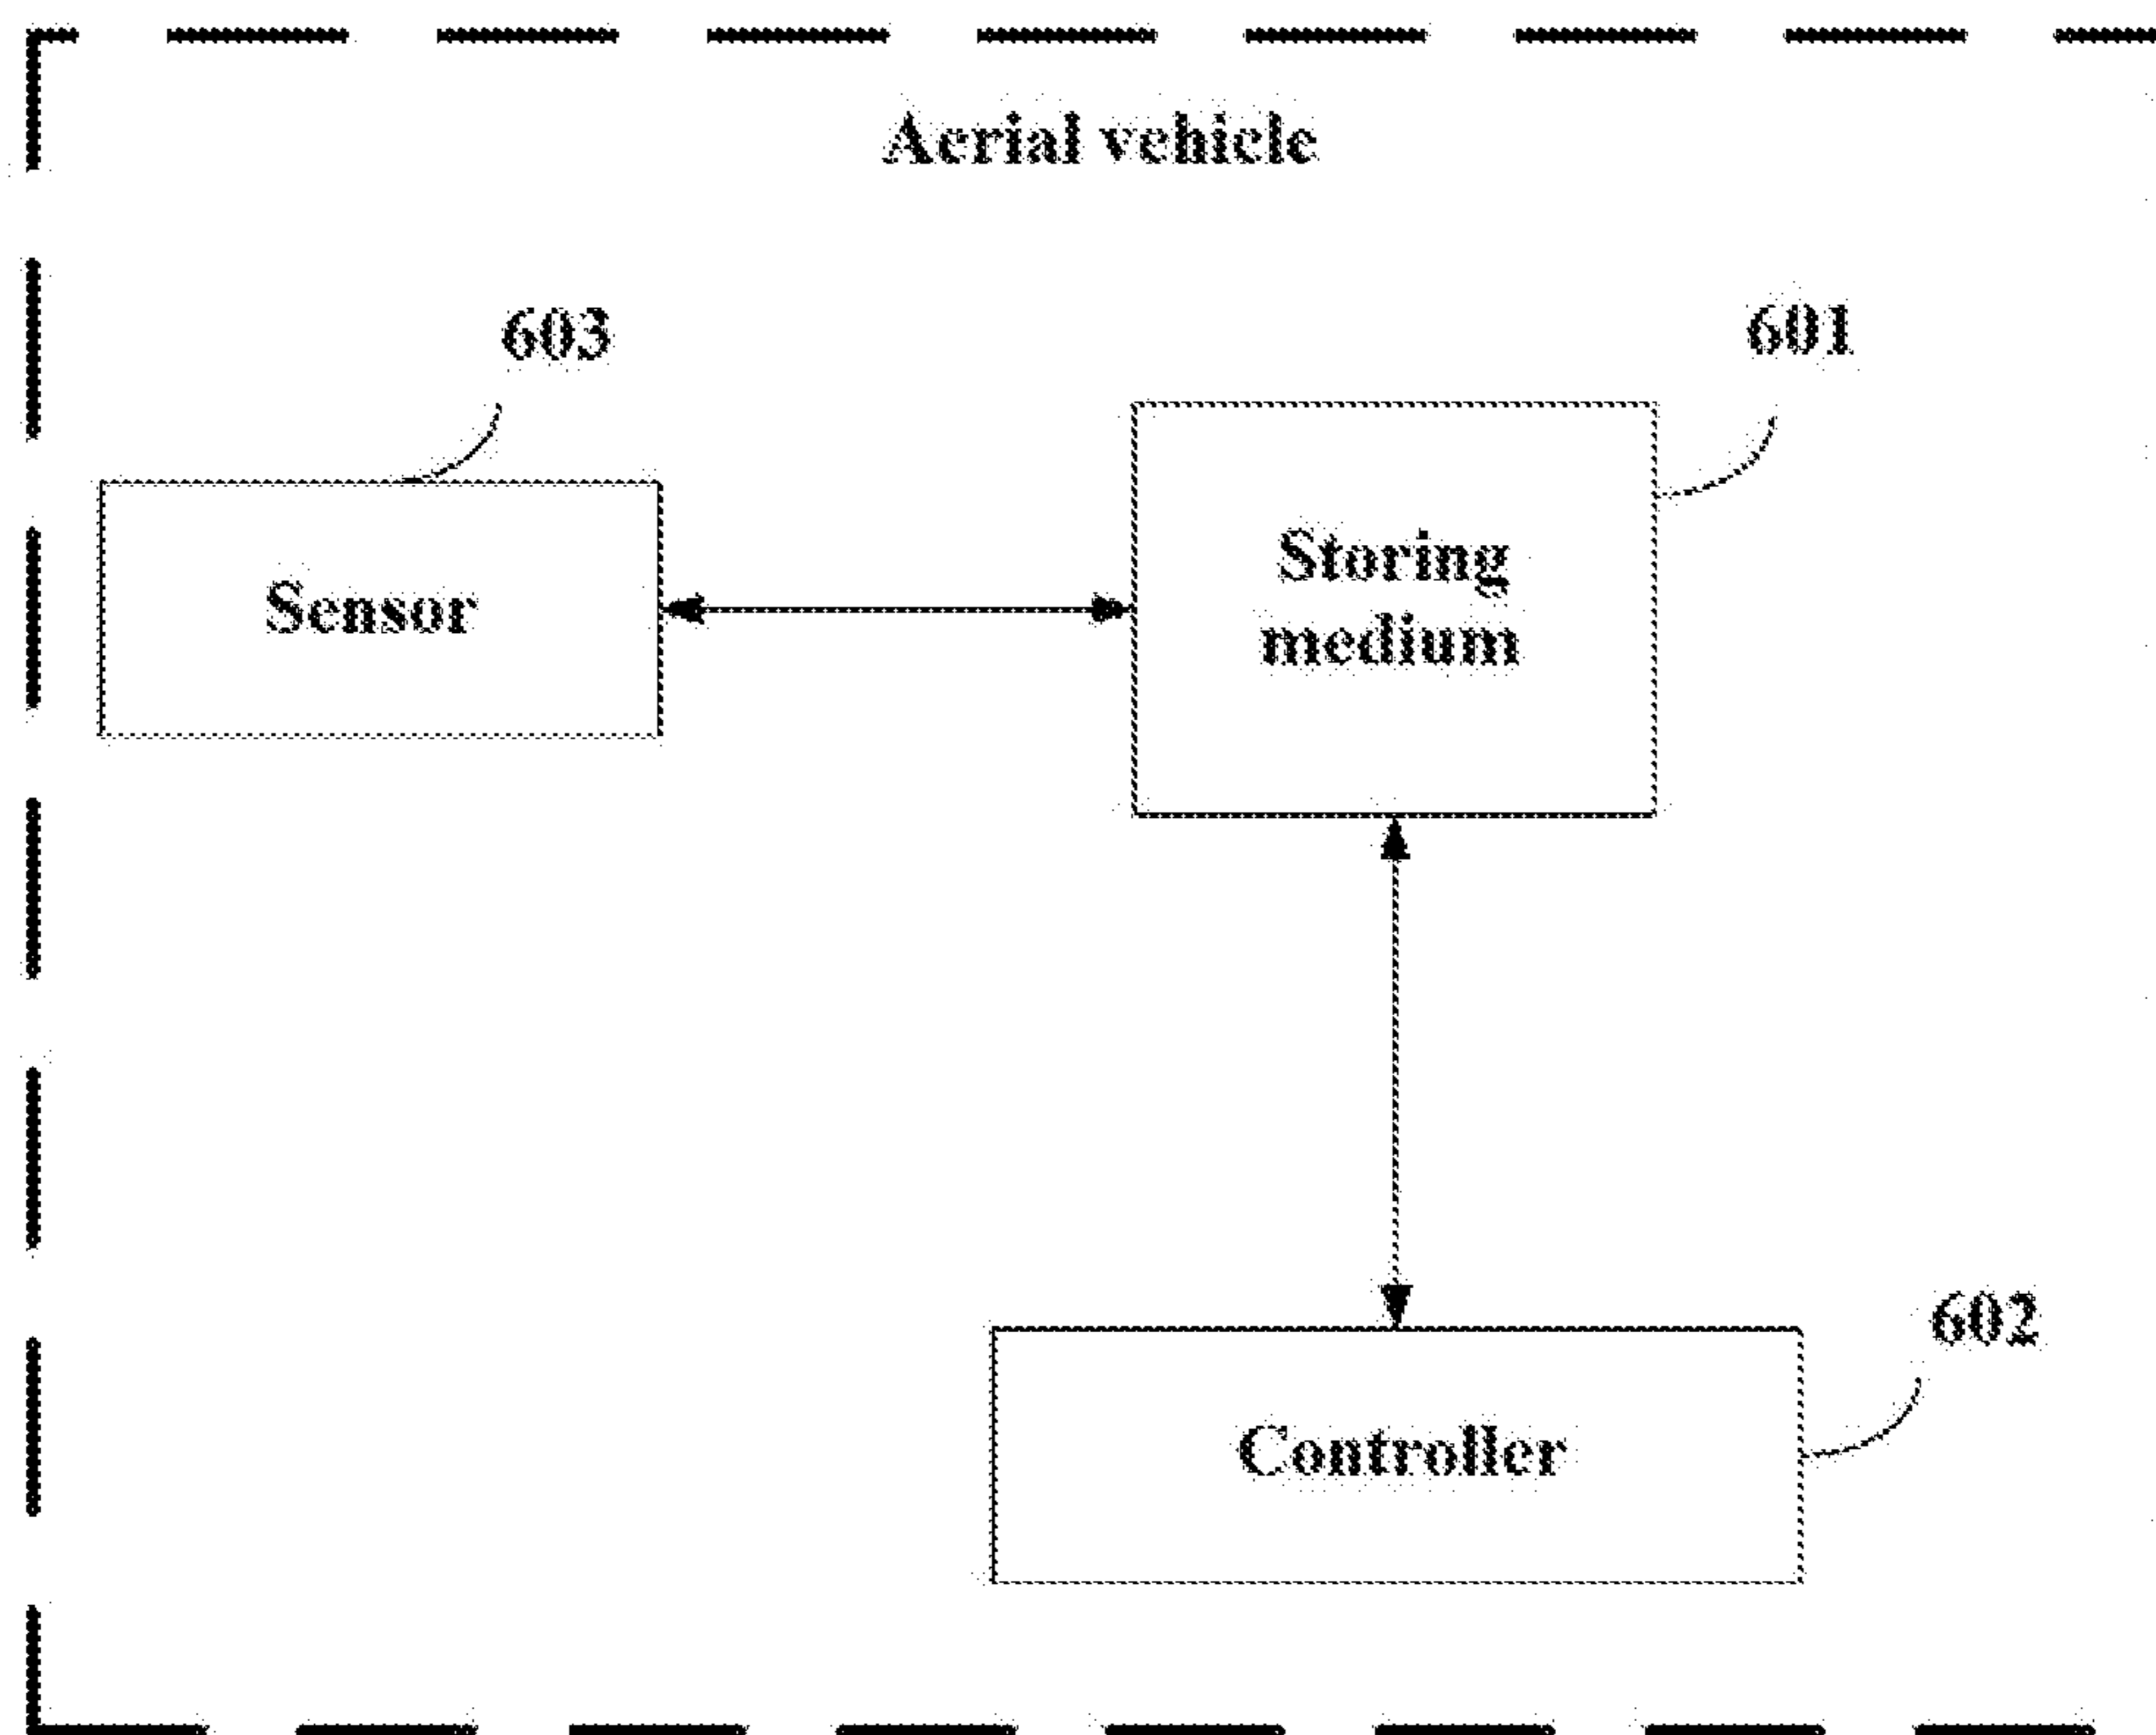 Aerial vehicle
603
601
Sensor
Storing
medium
602
Controller